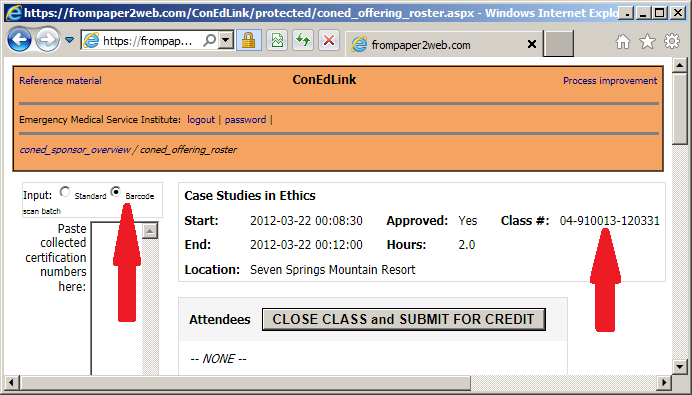 https://frompaper2web.com/ConEdLink/protected/coned_offering_roster.aspx - Windows Internet Explo
https://frompap...
frompaper2web.com
Reference material
ConEdLink
Process improvement
Emergency Medical Service Institute: logout | password |
coned_sponsor_overview / coned_offering_roster
Input: Standard Barcode
scan batch
Paste
collected
certification
numbers
here:
Case Studies in Ethics
Start: 2012-03-22 00:08:30 Approved: Yes Class #: 04-910013-120331
End: 2012-03-22 00:12:00 Hours: 2.0
Location: Seven Springs Mountain Resort
Attendees CLOSE CLASS and SUBMIT FOR CREDIT
-- NONE --